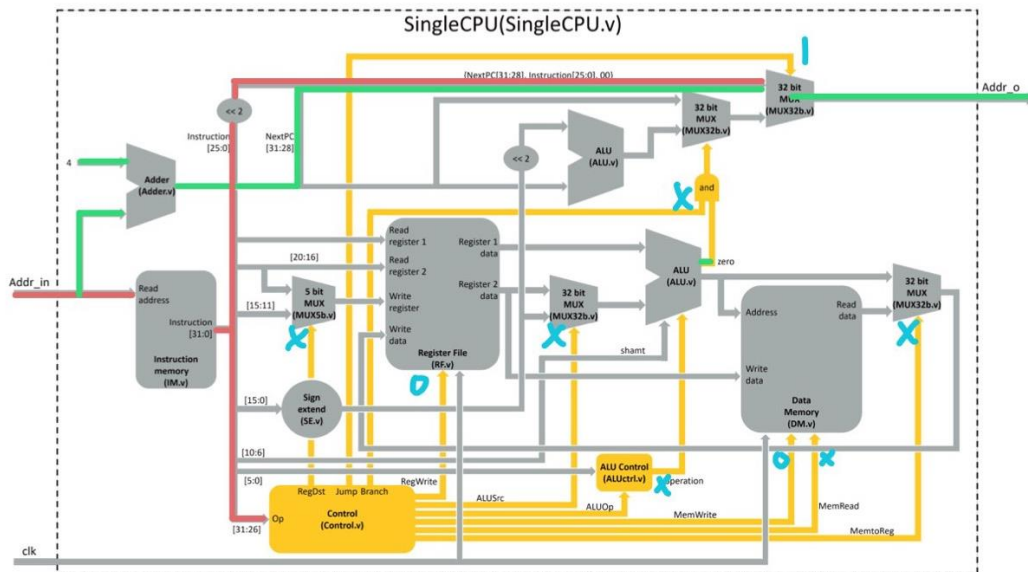 SingleCPU(SingleCPU.v)
1
{NextPC[31:28], Instruction[25:0], 00}
32 bit
MUX
(MUX32b.v)
Addr_o
<< 2
32 bit
MUX
(MUX32b.v)
Instruction
[25:0]
NextPC
[31:28]
ALU
(ALU.v)
<< 2
4
Adder
(Adder.v)
X
and
Read
register 1
Register 1
data
[20:16]
Read
register 2
zero
Addr_in
Read
address
5 bit
MUX
(MUX5b.v)
Write
register
Register 2
data
32 bit
MUX
(MUX32b.v)
ALU
(ALU.v)
32 bit
MUX
(MUX32b.v)
[15:11]
Read
data
Address
Instruction
[31:0]
X
Write
data
X
X
shamt
Instruction
memory
(IM.v)
Register File
(RF.v)
0
Write
data
[15:0]
Sign
extend
(SE.v)
Data
Memory
(DM.v)
[10:6]
0
x
[5:0]
ALU Control
(ALUctrl.v)
X
operation
RegDst
Jump
Branch
RegWrite
ALUSrc
ALUOp
MemRead
Op
Control
(Control.v)
MemWrite
[31:26]
MemtoReg
clk